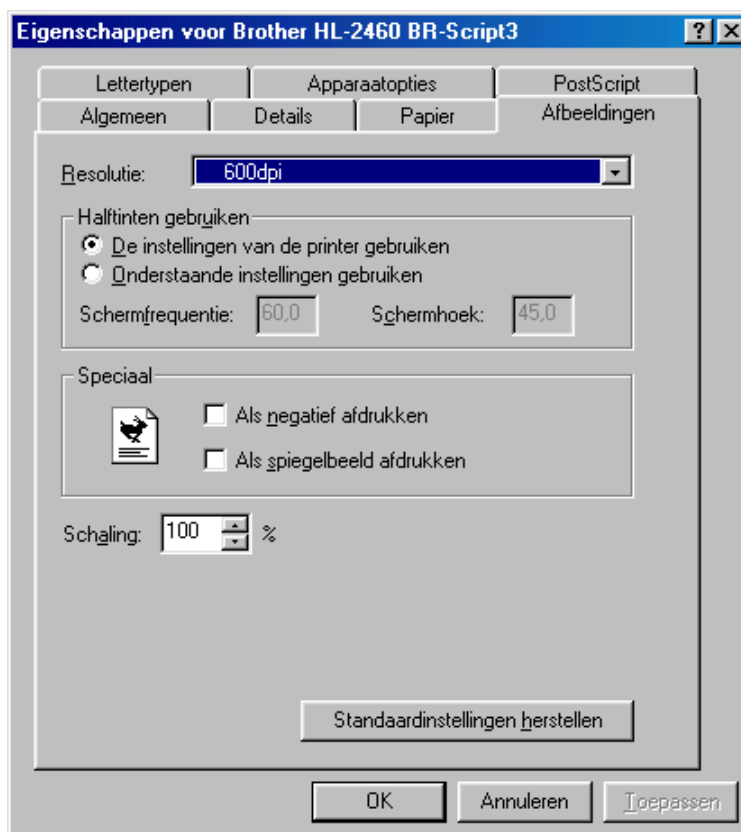 Eigenschappen voor Brother HL-2460 BR-Script3
Lettertypen Apparaatopties PostScript
Algemeen Details Papier Afbeeldingen
Resolutie: 600dpi
Halftinten gebruiken
De instellingen van de printer gebruiken
Onderstaande instellingen gebruiken
Schermfrequentie: 60,0 Schermhoek: 45,0
Speciaal
Als negatief afdrukken
Als spiegelbeeld afdrukken
Schaling: 100 %
Standaardinstellingen herstellen
OK Annuleren Toepassen